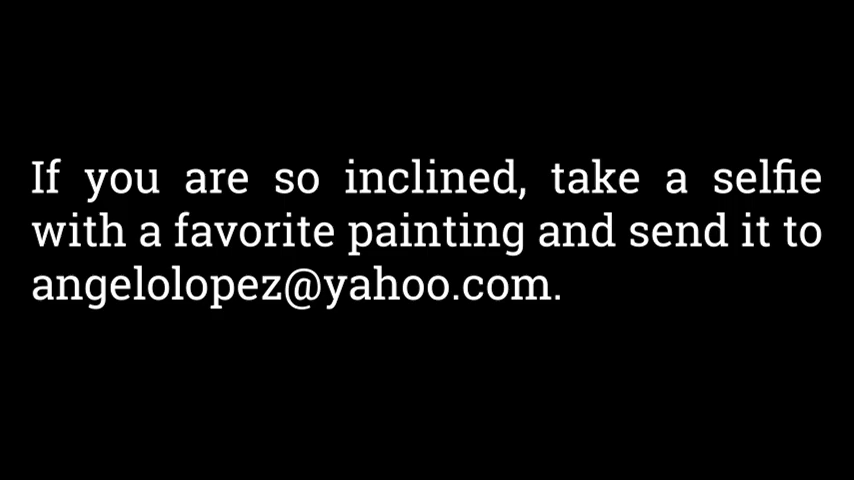 If you are so inclined, take a selfie
with a favorite painting and send it to
angelolopez@yahoo.com.